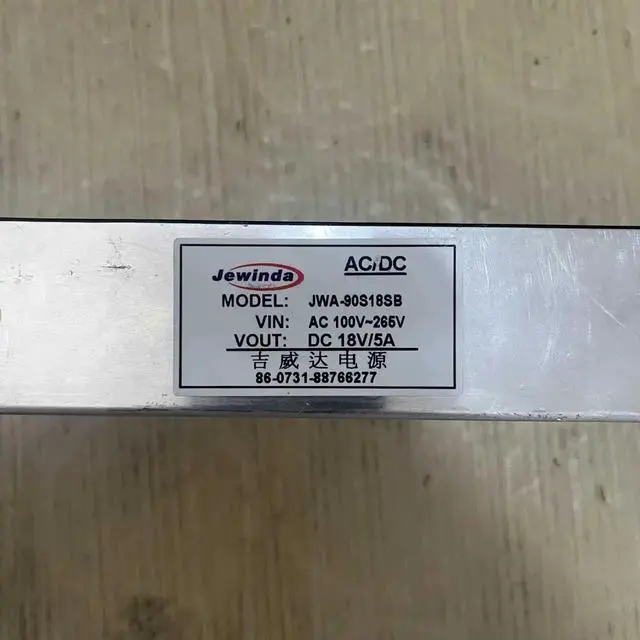 Jewinda AC/DC
MODEL: JWA-90S18SB
VIN: AC 100V~265V
VOUT: DC 18V/5A
吉威达电源
86-0731-88766277